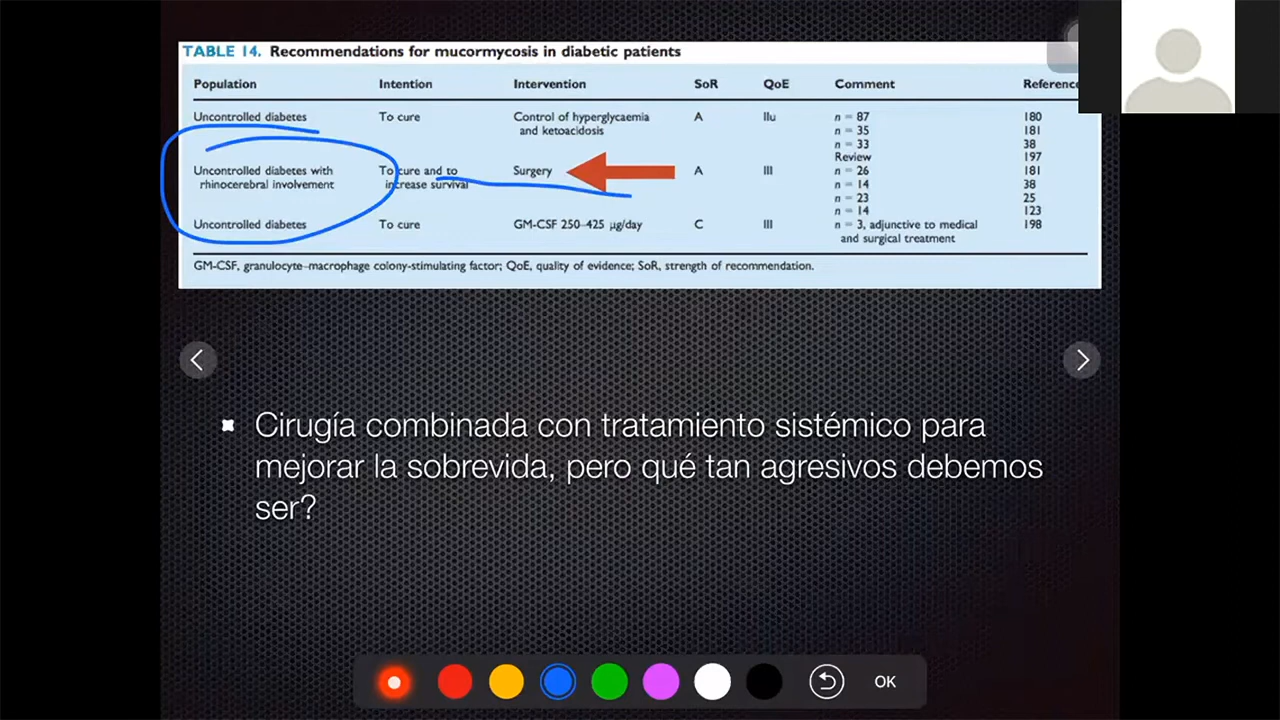 TABLE 14. Recommendations for mucormycosis in diabetic patients
Population Intention Intervention SoR QoE Comment Reference
Uncontrolled diabetes To cure Control of hyperglycaemia A IIu n = 87 180
and ketoacidosis n = 35 181
n = 33 38
Review 197
Uncontrolled diabetes with To cure and to Surgery A III n = 26 181
rhinocerebral involvement increase survival n = 14 38
n = 23 25
n = 14 123
Uncontrolled diabetes To cure GM-CSF 250–425 µg/day C III n = 3, adjunctive to medical 198
and surgical treatment
GM-CSF, granulocyte–macrophage colony-stimulating factor; QoE, quality of evidence; SoR, strength of recommendation.
Cirugía combinada con tratamiento sistémico para
mejorar la sobrevida, pero qué tan agresivos debemos
ser?
OK